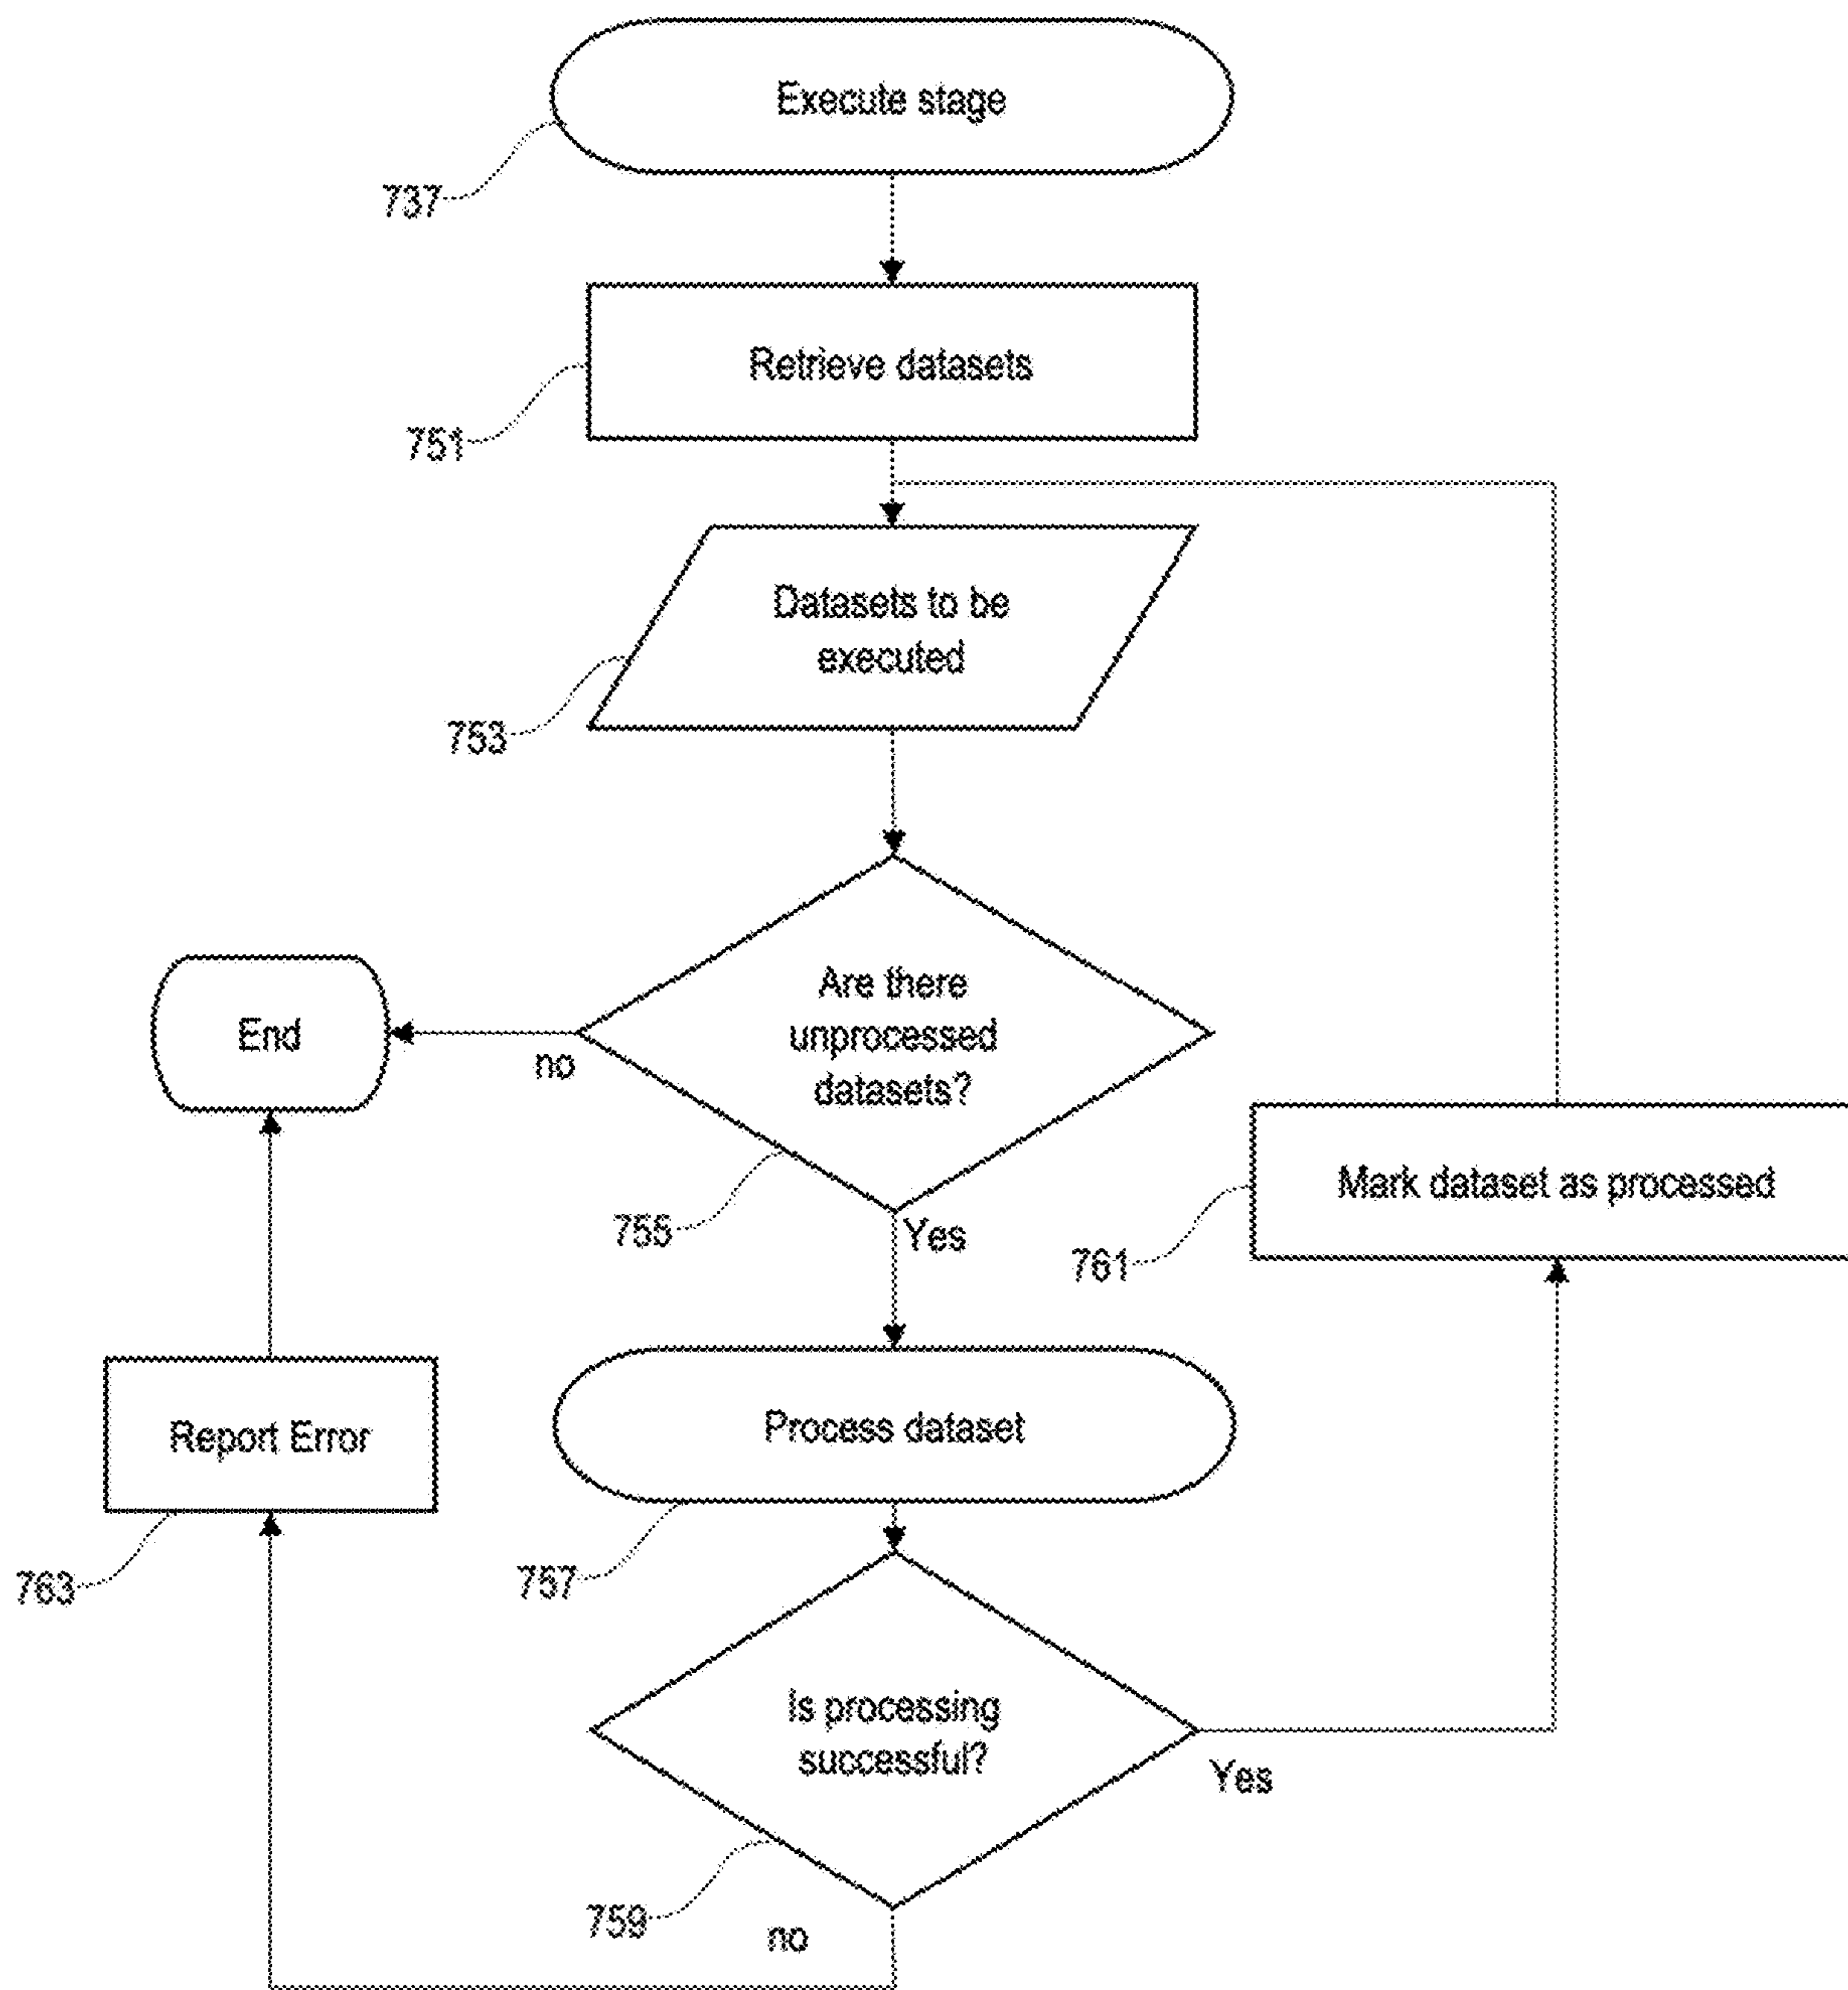 Execute stage
737
Retrieve datasets
751
Datasets to be
executed
753
Are there
unprocessed
datasets?
End
no
755
Yes
Mark dataset as processed
761
Report Error
Process dataset
763
757
Is processing
successful?
Yes
759
no